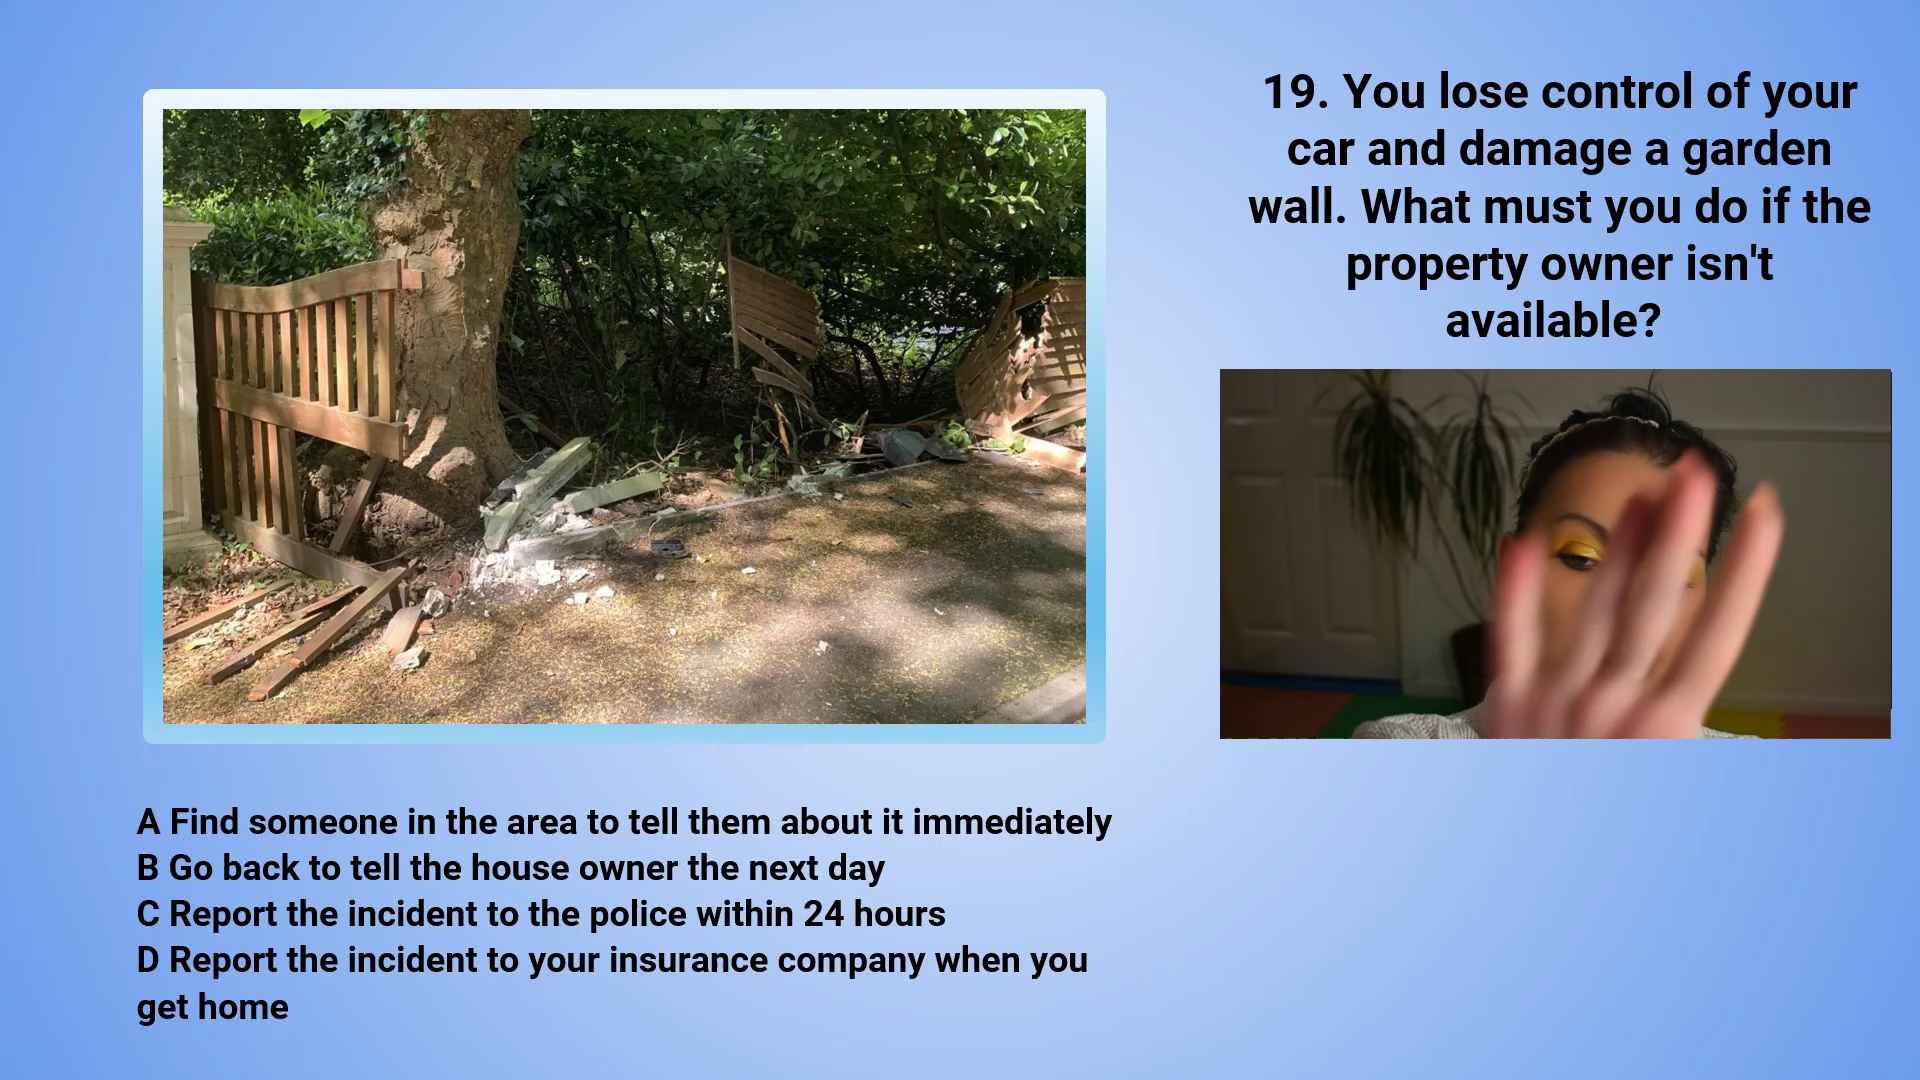 19. You lose control of your
car and damage a garden
wall. What must you do if the
property owner isn't
available?
A Find someone in the area to tell them about it immediately
B Go back to tell the house owner the next day
C Report the incident to the police within 24 hours
D Report the incident to your insurance company when you
get home